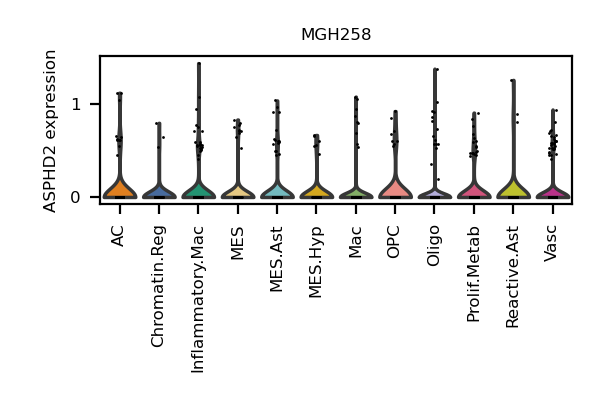 MGH258
ASPHD2 expression
1
0
AC
Chromatin.Reg
Inflammatory.Mac
MES
MES.Ast
MES.Hyp
Mac
OPC
Oligo
Prolif.Metab
Reactive.Ast
Vasc